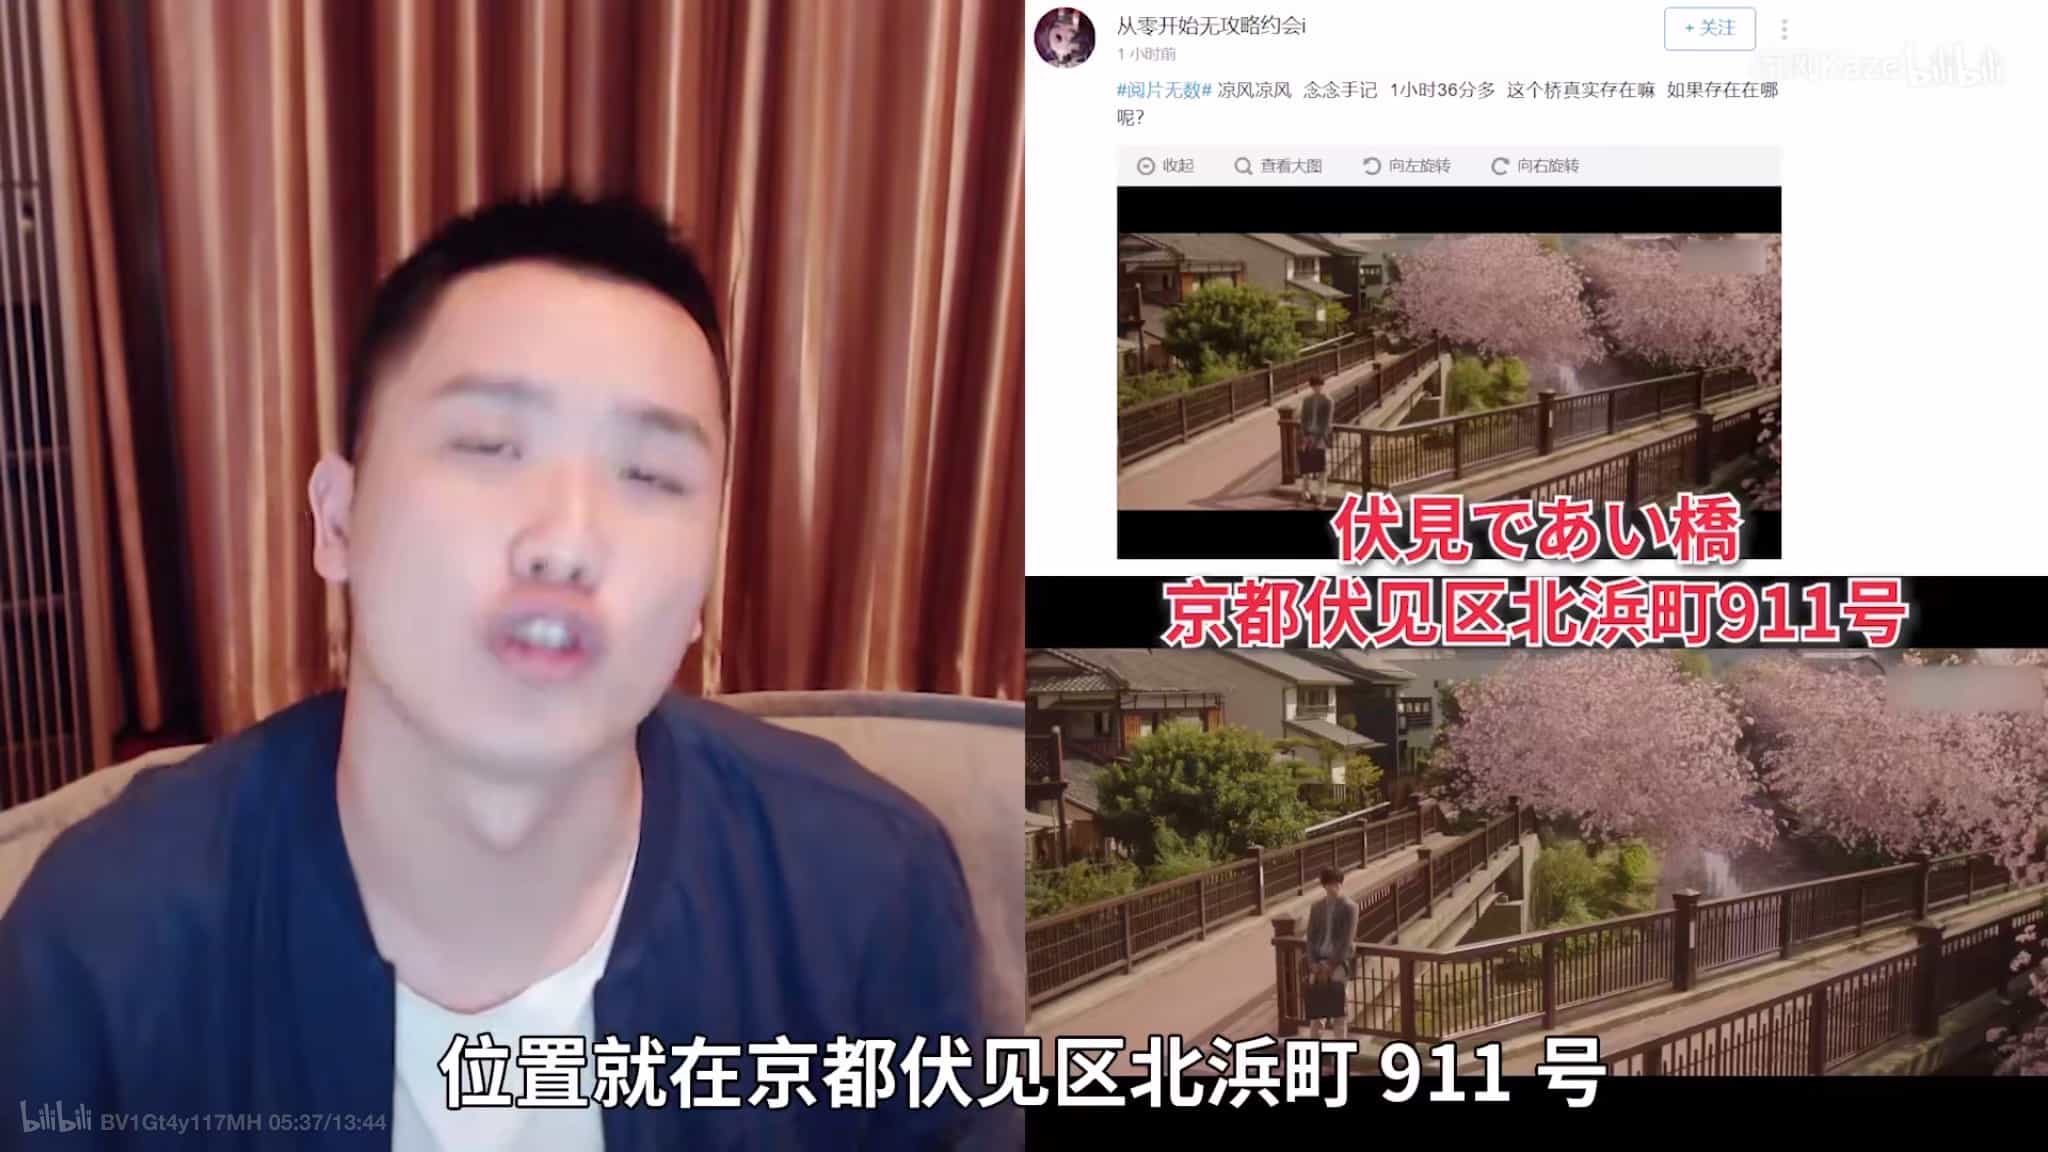 从零开始无攻略约会i
+ 关注
1 小时前
#阅片无数# 凉风凉风 念念手记 1小时36分多 这个桥真实存在嘛 如果存在在哪
呢?
收起 查看大图 向左旋转 向右旋转
伏見であい橋
京都伏见区北浜町911号
位置就在京都伏见区北浜町 911 号
bilibili BV1Gt4y117MH 05:37/13:44
bilibili